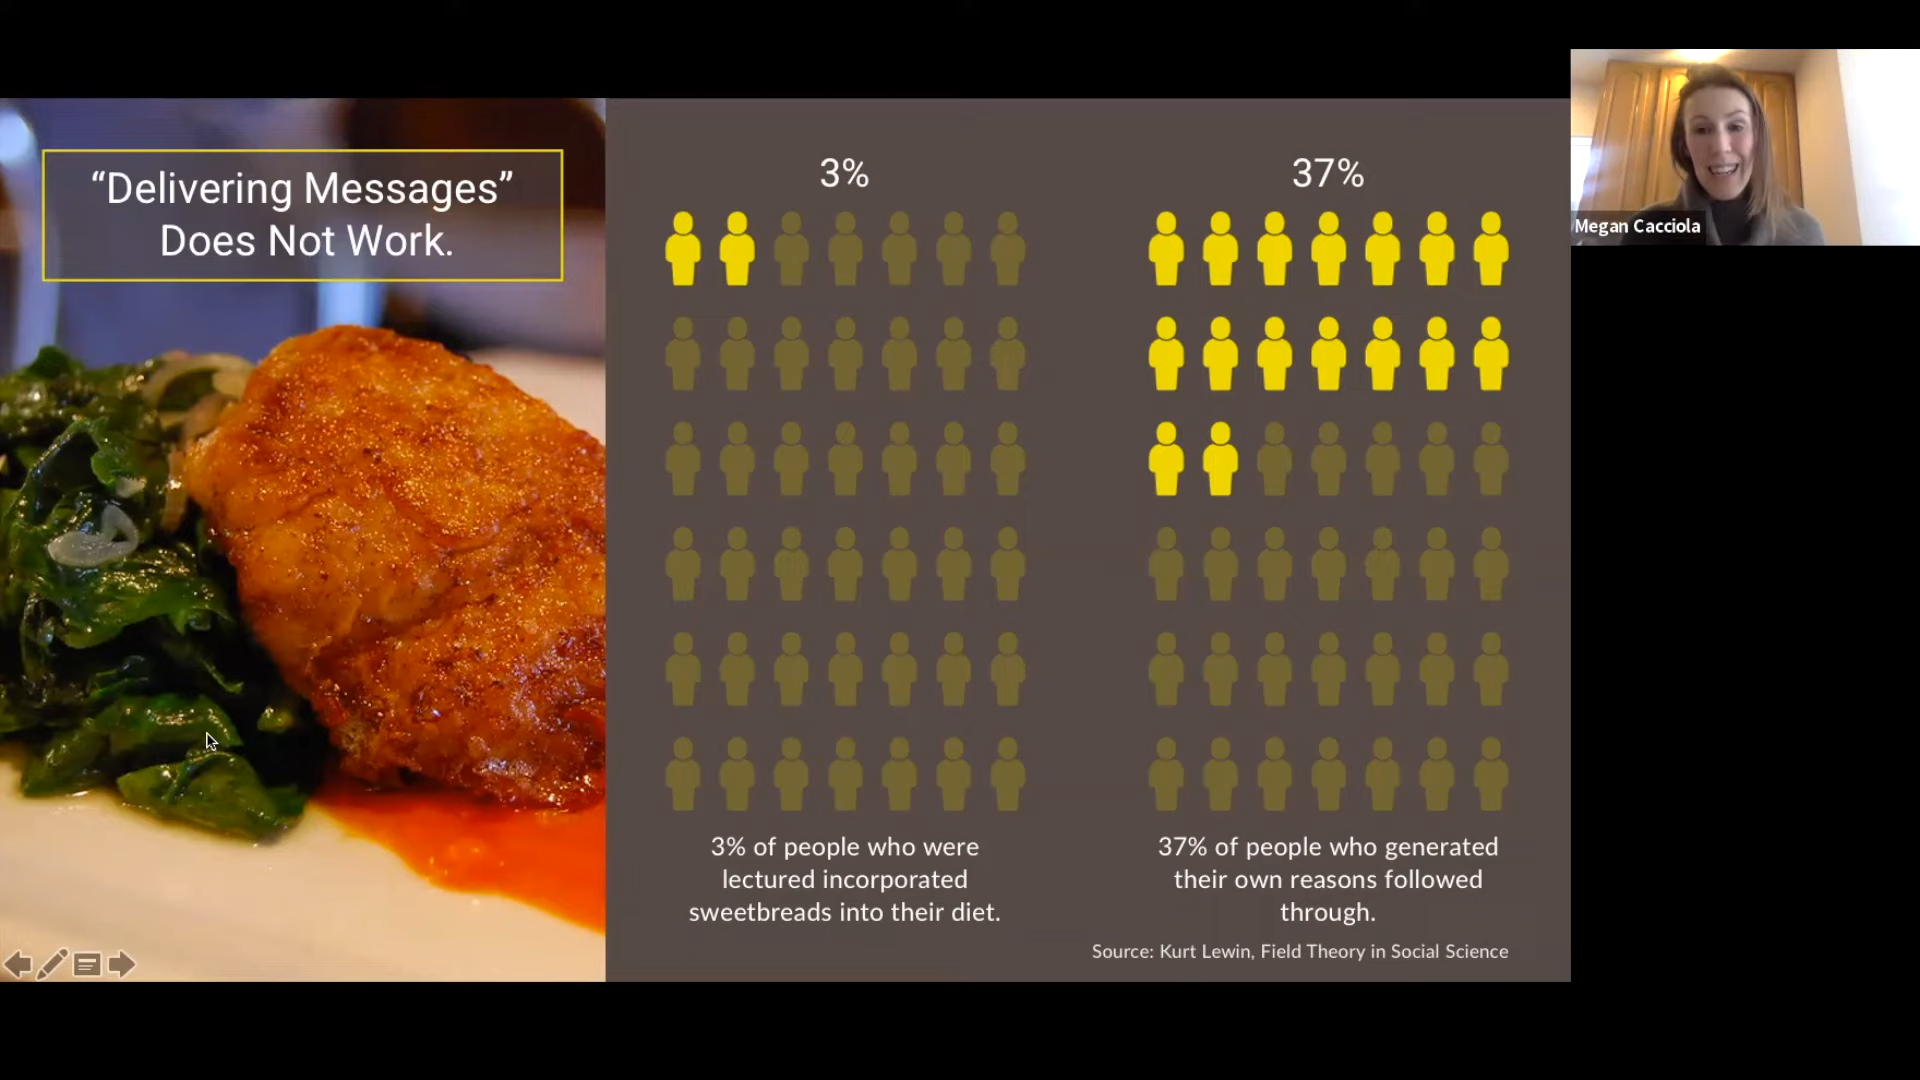 “Delivering Messages”
Does Not Work.
3%
37%
3% of people who were
lectured incorporated
sweetbreads into their diet.
37% of people who generated
their own reasons followed
through.
Source: Kurt Lewin, Field Theory in Social Science
Megan Cacciola